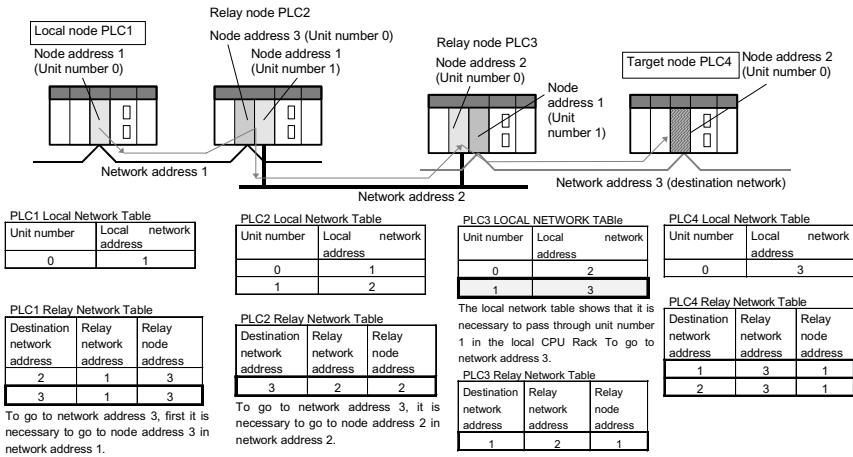 Local node PLC1
Node address 1
(Unit number 0)
Relay node PLC2
Node address 3 (Unit number 0)
Node address 1
(Unit number 1)
Relay node PLC3
Node address 2
(Unit number 0)
Node
address 1
(Unit
number 1)
Target node PLC4
Node address 2
(Unit number 0)
Network address 1
Network address 2
Network address 3 (destination network)
PLC1 Local Network Table
Unit number Local network
address
0 1
PLC1 Relay Network Table
Destination Relay Relay
network network node
address address address
2 1 3
3 1 3
To go to network address 3, first it is
necessary to go to node address 3 in
network address 1.
PLC2 Local Network Table
Unit number Local network
address
0 1
1 2
PLC2 Relay Network Table
Destination Relay Relay
network network node
address address address
3 2 2
To go to network address 3, it is
necessary to go to node address 2 in
network address 2.
PLC3 LOCAL NETWORK TABle
Unit number Local network
address
0 2
1 3
The local network table shows that it is
necessary to pass through unit number
1 in the local CPU Rack To go to
network address 3.
PLC3 Relay Network Table
Destination Relay Relay
network network node
address address address
1 2 1
PLC4 Local Network Table
Unit number Local network
address
0 3
PLC4 Relay Network Table
Destination Relay Relay
network network node
address address address
1 3 1
2 3 1